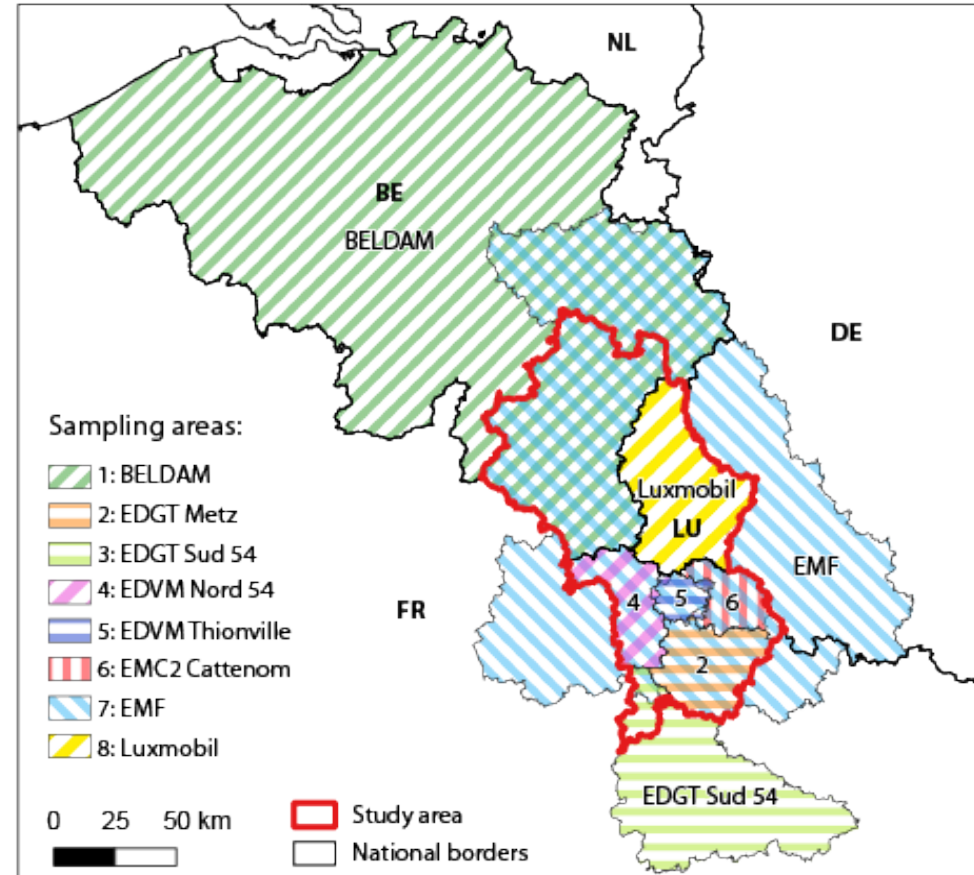 NL
BE
BELDAM
DE
Sampling areas:
1: BELDAM
2: EDGT Metz
3: EDGT Sud 54
4: EDVM Nord 54
5: EDVM Thionville
6: EMC2 Cattenom
7: EMF
8: Luxmobil
Luxmobil
LU
EMF
FR
4
5
6
2
EDGT Sud 54
0 25 50 km
Study area
National borders